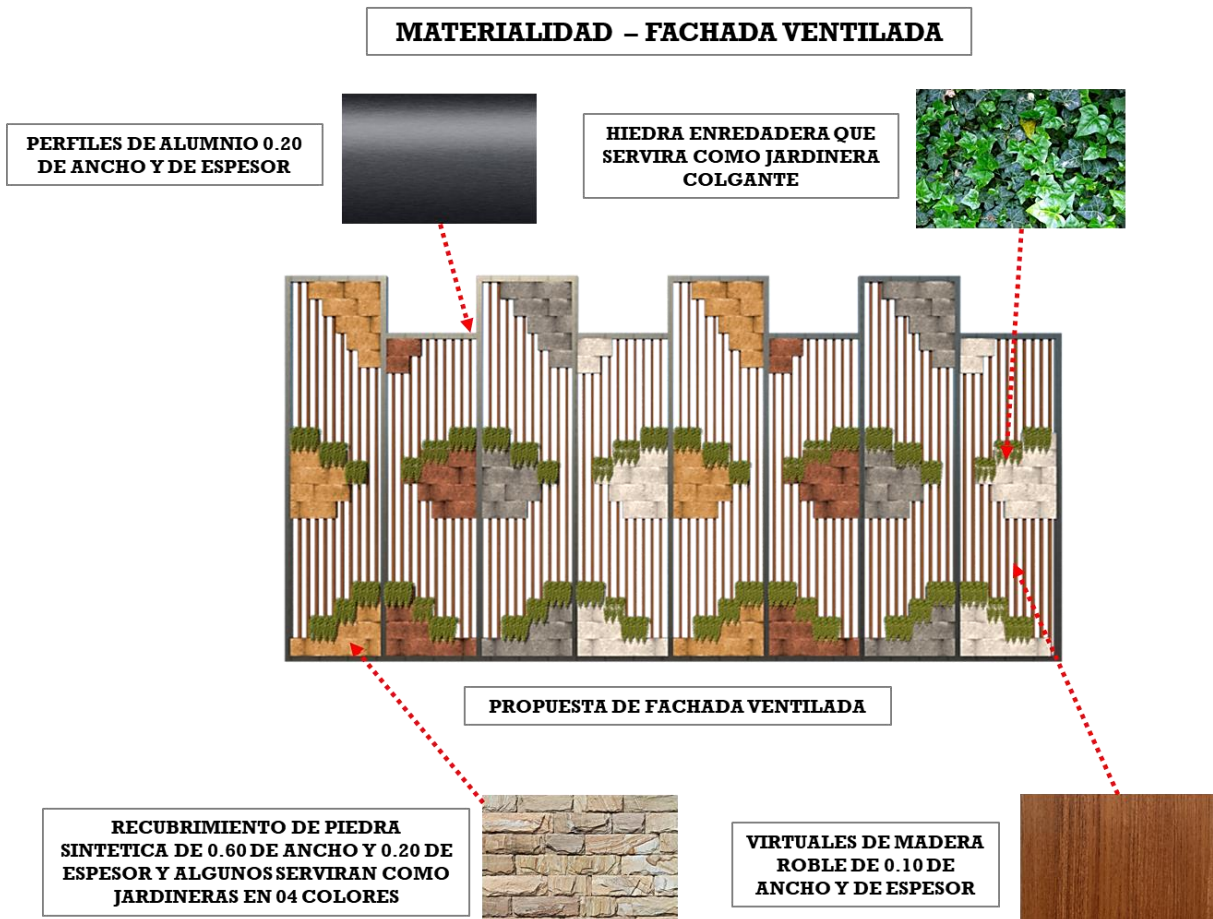 MATERIALIDAD – FACHADA VENTILADA
PERFILES DE ALUMNIO 0.20
DE ANCHO Y DE ESPESOR
HIEDRA ENREDADERA QUE
SERVIRA COMO JARDINERA
COLGANTE
PROPUESTA DE FACHADA VENTILADA
RECUBRIMIENTO DE PIEDRA
SINTETICA DE 0.60 DE ANCHO Y 0.20 DE
ESPESOR Y ALGUNOS SERVIRAN COMO
JARDINERAS EN 04 COLORES
VIRTUALES DE MADERA
ROBLE DE 0.10 DE
ANCHO Y DE ESPESOR